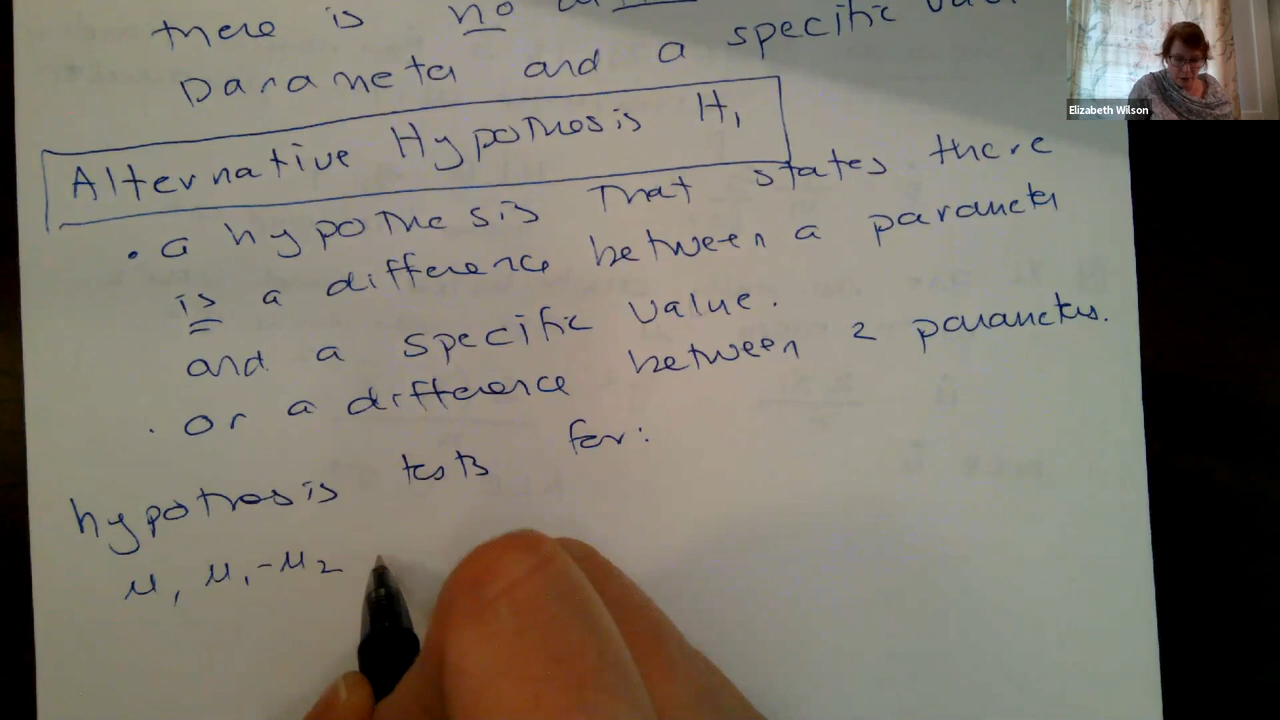 there is no
Elizabeth Wilson
parameter and a specific
Alternative Hypothesis H₁
• a hypothesis that states there
is a difference between a parameter
and a specific value.
• or a difference between 2 parameters.
hypothesis tests for:
μ, μ₁-μ₂